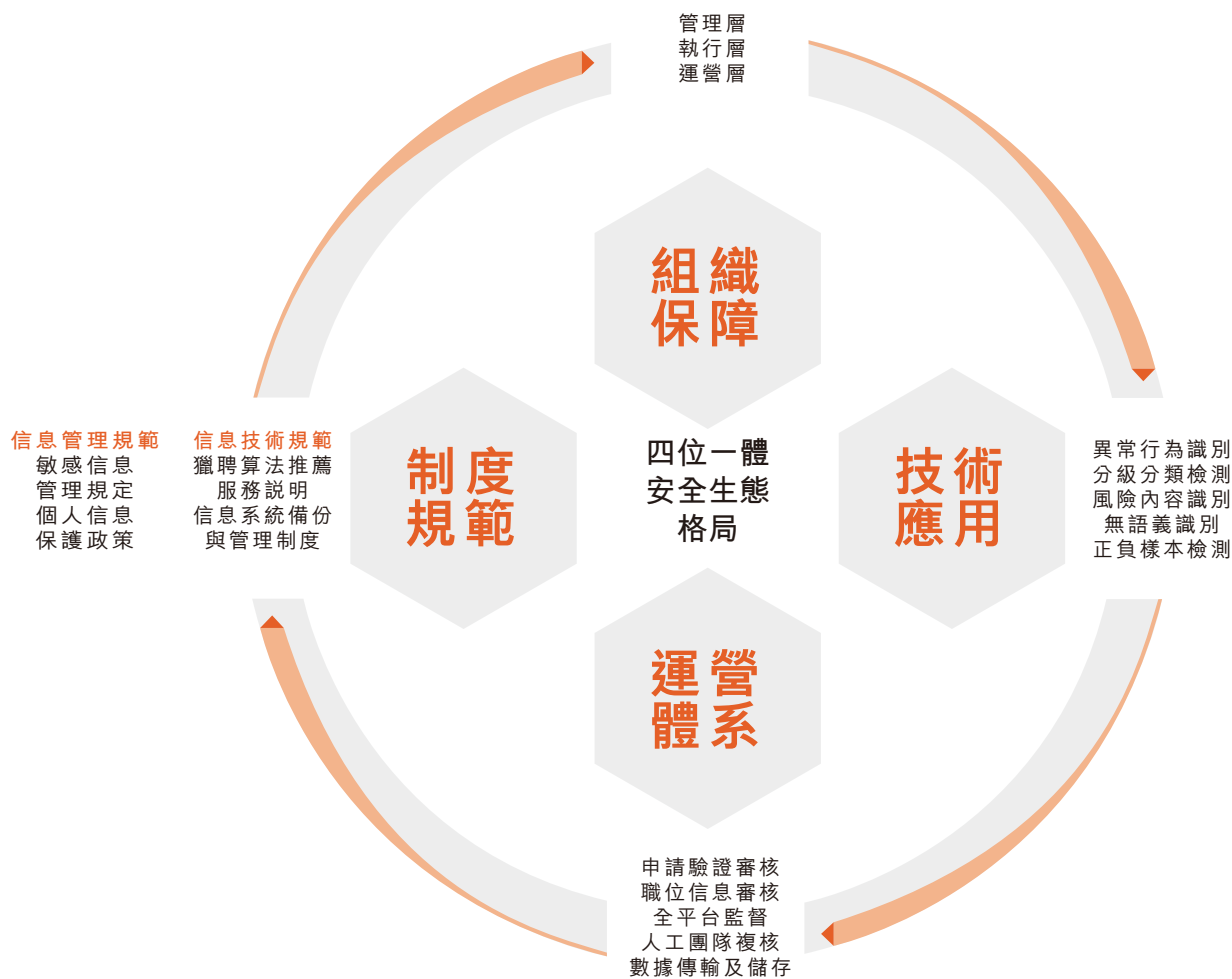 管理層
執行層
運營層
組織
保障
信息管理規範
敏感信息
管理規定
個人信息
保護政策
信息技術規範
獵聘算法推薦
服務說明
信息系統備份
與管理制度
制度
規範
四位一體
安全生態
格局
技術
應用
異常行為識別
分級分類檢測
風險內容識別
無語義識別
正負樣本檢測
運營
體系
申請驗證審核
職位信息審核
全平台監督
人工團隊複核
數據傳輸及儲存